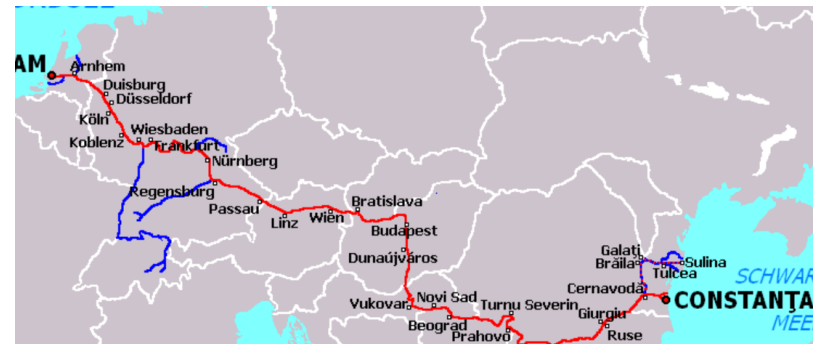 AM
Arnhem
Duisburg
Düsseldorf
Köln
Wiesbaden
Koblenz
Frankfurt
Nürnberg
Regensburg
Passau
Linz
Wien
Bratislava
Budapest
Dunaújváros
Vukovar
Novi Sad
Beograd
Turnu Severin
Prahovo
Giurgiu
Ruse
Cernavodă
Galați
Brăila
Tulcea
Sulina
SCHWAR
CONSTANȚA
MEE